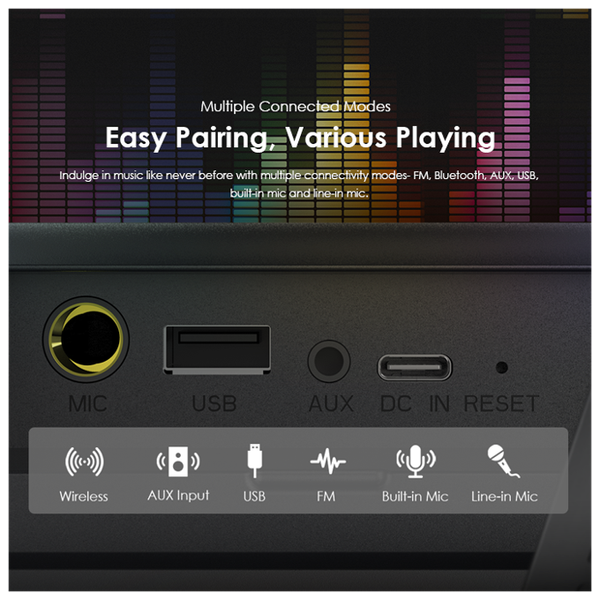 Multiple Connected Modes
Easy Pairing, Various Playing
Indulge in music like never before with multiple connectivity modes- FM, Bluetooth, AUX, USB,
built-in mic and line-in mic.
MIC USB AUX DC IN RESET
Wireless AUX Input USB FM Built-in Mic Line-in Mic